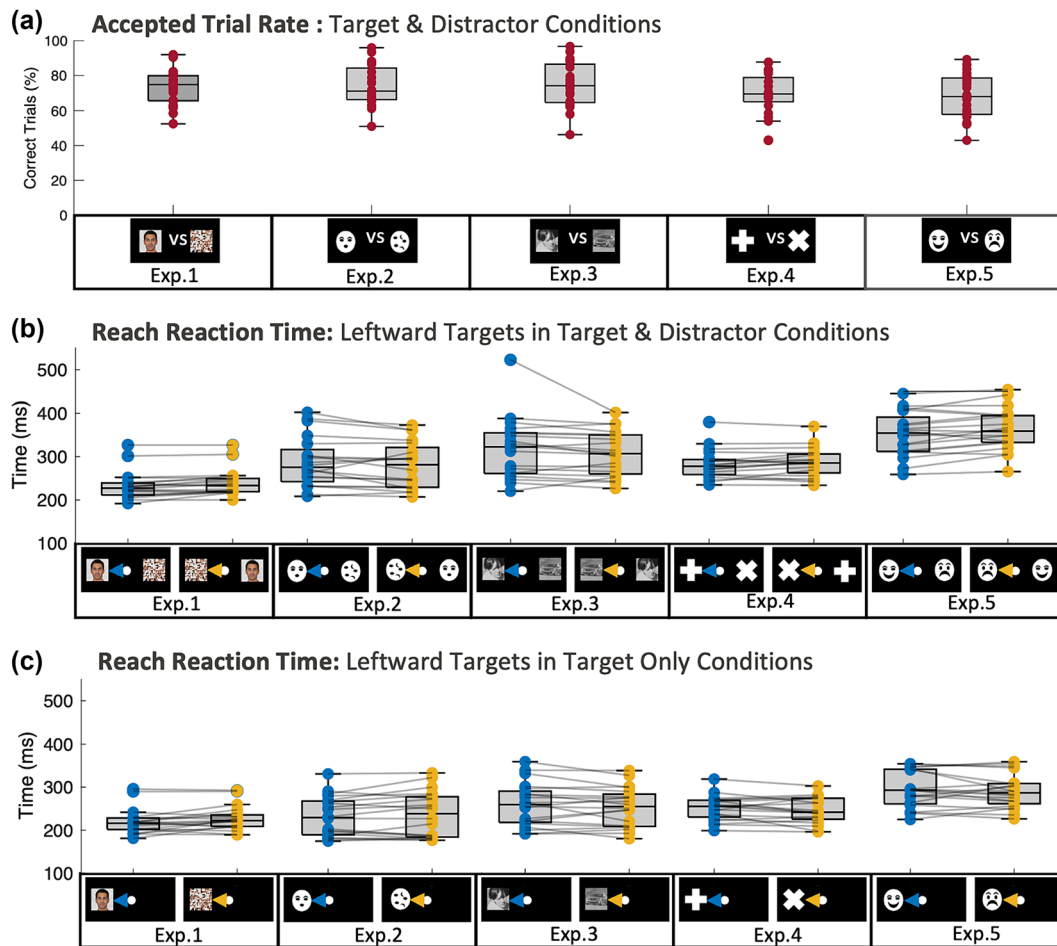 (a) Accepted Trial Rate : Target & Distractor Conditions
Correct Trials (%)
100
80
60
40
20
0
vs vs vs vs vs
Exp.1 Exp.2 Exp.3 Exp.4 Exp.5
(b) Reach Reaction Time: Leftward Targets in Target & Distractor Conditions
Time (ms)
500
400
300
200
100
Exp.1 Exp.2 Exp.3 Exp.4 Exp.5
(c) Reach Reaction Time: Leftward Targets in Target Only Conditions
Time (ms)
500
400
300
200
100
Exp.1 Exp.2 Exp.3 Exp.4 Exp.5